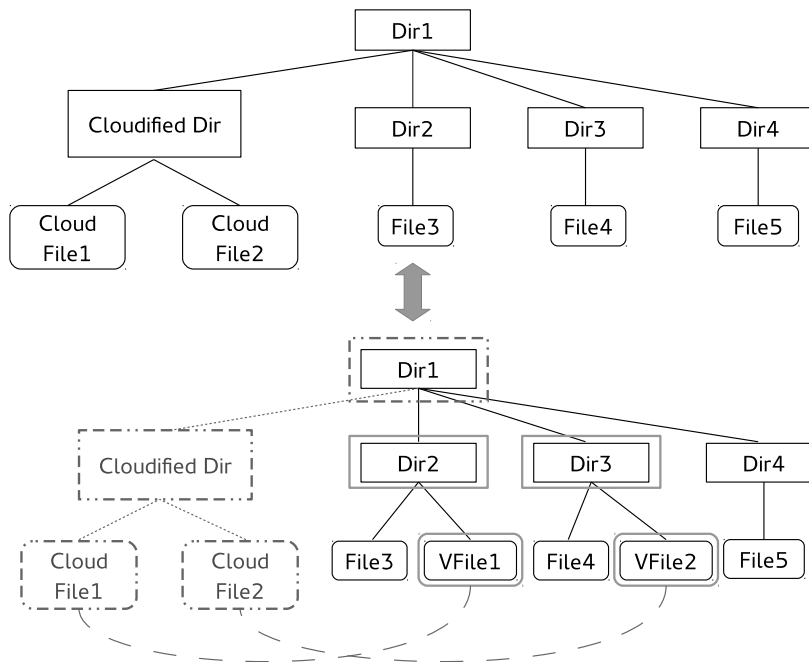 Dir1
Cloudified Dir
Dir2
Dir3
Dir4
Cloud
File1
Cloud
File2
File3
File4
File5
Dir1
Cloudified Dir
Dir2
Dir3
Dir4
Cloud
File1
Cloud
File2
File3
VFile1
File4
VFile2
File5